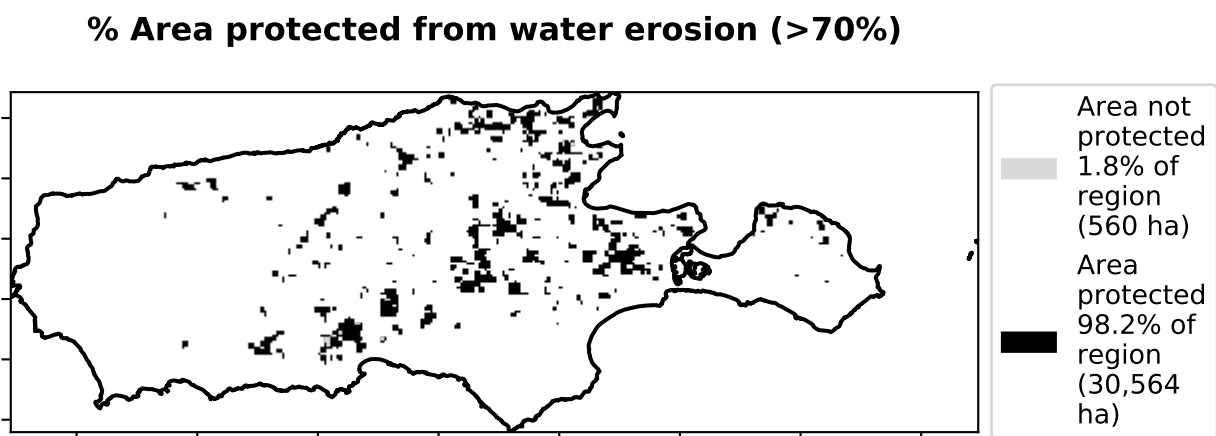 % Area protected from water erosion (>70%)
Area not
protected
1.8% of
region
(560 ha)
Area
protected
98.2% of
region
(30,564
ha)